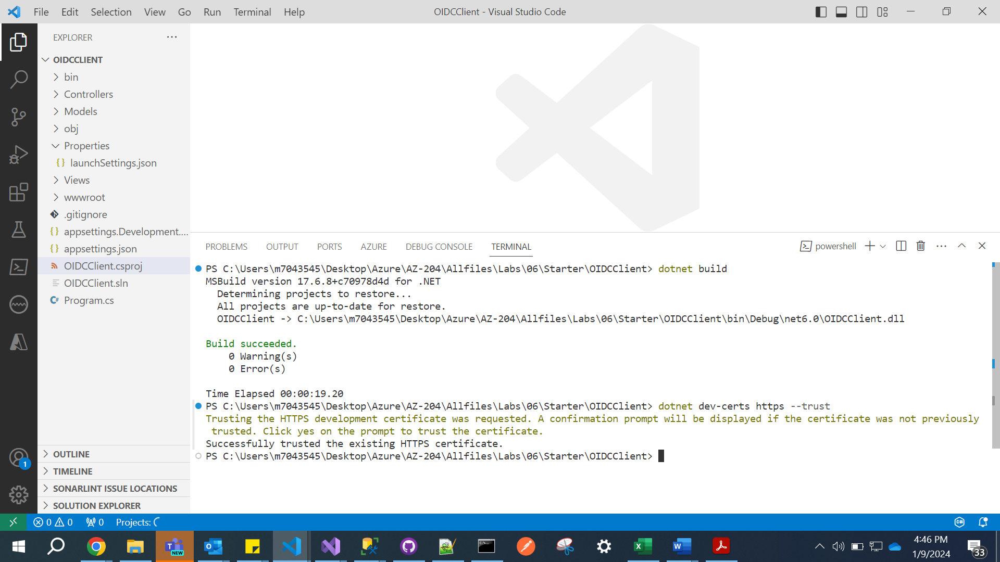 File Edit Selection View Go Run Terminal Help
OIDCClient - Visual Studio Code
EXPLORER
OIDCCLIENT
bin
Controllers
Models
obj
Properties
{} launchSettings.json
Views
wwwroot
.gitignore
{} appsettings.Development....
{} appsettings.json
OIDCClient.csproj
OIDCClient.sln
C# Program.cs
OUTLINE
TIMELINE
SONARLINT ISSUE LOCATIONS
SOLUTION EXPLORER
1
PROBLEMS OUTPUT PORTS AZURE DEBUG CONSOLE TERMINAL
powershell
PS C:\Users\m7043545\Desktop\Azure\AZ-204\Allfiles\Labs\06\Starter\OIDCClient> dotnet build
MSBuild version 17.6.8+c70978d4d for .NET
Determining projects to restore...
All projects are up-to-date for restore.
OIDCClient -> C:\Users\m7043545\Desktop\Azure\AZ-204\Allfiles\Labs\06\Starter\OIDCClient\bin\Debug\net6.0\OIDCClient.dll
Build succeeded.
0 Warning(s)
0 Error(s)
Time Elapsed 00:00:19.20
PS C:\Users\m7043545\Desktop\Azure\AZ-204\Allfiles\Labs\06\Starter\OIDCClient> dotnet dev-certs https --trust
Trusting the HTTPS development certificate was requested. A confirmation prompt will be displayed if the certificate was not previously
trusted. Click yes on the prompt to trust the certificate.
Successfully trusted the existing HTTPS certificate.
PS C:\Users\m7043545\Desktop\Azure\AZ-204\Allfiles\Labs\06\Starter\OIDCClient>
0 0 0 Projects:
T NEW
O
W
X
4:46 PM
1/9/2024
33